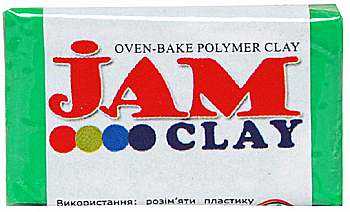 OVEN-BAKE POLYMER CLAY
JAM
CLAY
Використання: розім'яти пластику